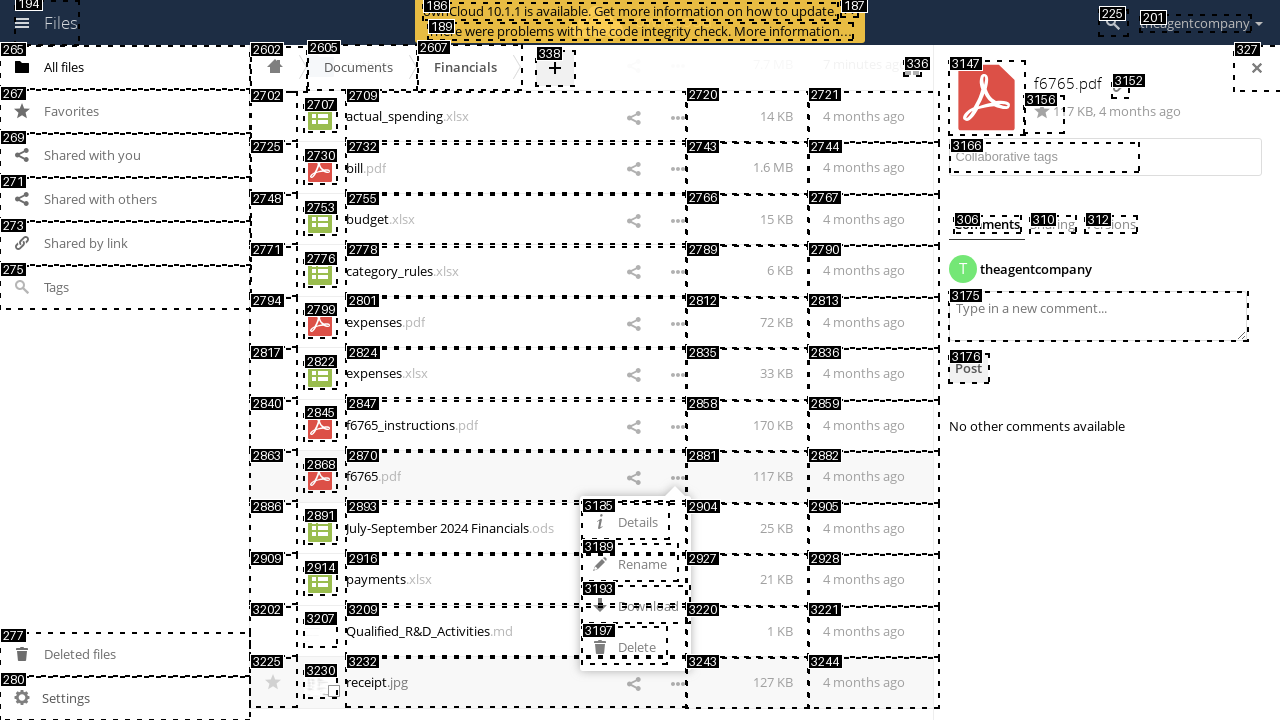 194
Files
186
ownCloud 10.1.1 is available. Get more information on how to update.
187
189
There were problems with the code integrity check. More information…
225
201
theagentcompany
265
All files
267
Favorites
269
Shared with you
271
Shared with others
273
Shared by link
275
Tags
277
Deleted files
280
Settings
2602
2605
Documents
2607
Financials
338
+
7.7 MB
7 minutes ago
336
327
2702
2707
2709
actual_spending.xlsx
2720
14 KB
2721
4 months ago
2725
2730
2732
bill.pdf
2743
1.6 MB
2744
4 months ago
2748
2753
2755
budget.xlsx
2766
15 KB
2767
4 months ago
2771
2776
2778
category_rules.xlsx
2789
6 KB
2790
4 months ago
2794
2799
2801
expenses.pdf
2812
72 KB
2813
4 months ago
2817
2822
2824
expenses.xlsx
2835
33 KB
2836
4 months ago
2840
2845
2847
f6765_instructions.pdf
2858
170 KB
2859
4 months ago
2863
2868
2870
f6765.pdf
2881
117 KB
2882
4 months ago
2886
2891
2893
July-September 2024 Financials.ods
2904
25 KB
2905
4 months ago
2909
2914
2916
payments.xlsx
2927
21 KB
2928
4 months ago
3202
3207
3209
Qualified_R&D_Activities.md
3220
1 KB
3221
4 months ago
3225
3230
3232
receipt.jpg
3243
127 KB
3244
4 months ago
3185
Details
3189
Rename
3193
Download
3197
Delete
3147
f6765.pdf
3152
3156
117 KB, 4 months ago
3166
Collaborative tags
306
Comments
310
Sharing
312
Versions
T
theagentcompany
3175
Type in a new comment...
3176
Post
No other comments available